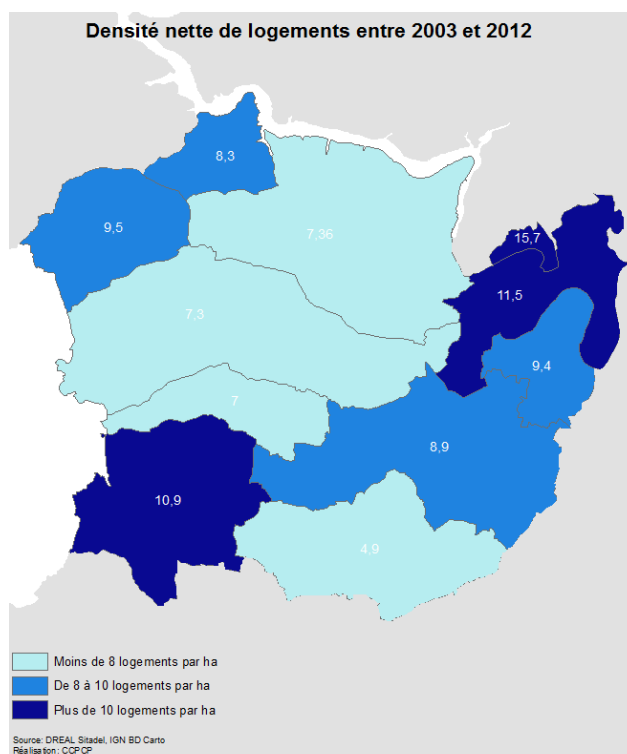 Densité nette de logements entre 2003 et 2012
8,3
9,5
7,36
15,7
11,5
7,3
9,4
7
8,9
10,9
4,9
Moins de 8 logements par ha
De 8 à 10 logements par ha
Plus de 10 logements par ha
Source: DREAL Sitadel, IGN BD Carto
Réalisation : CCPCP